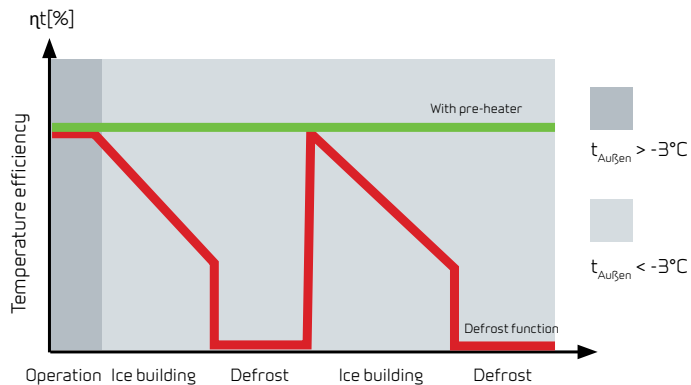 ηt[%]
With pre-heater
Temperature efficiency
tAußen > -3°C
tAußen < -3°C
Defrost function
Operation Ice building Defrost Ice building Defrost